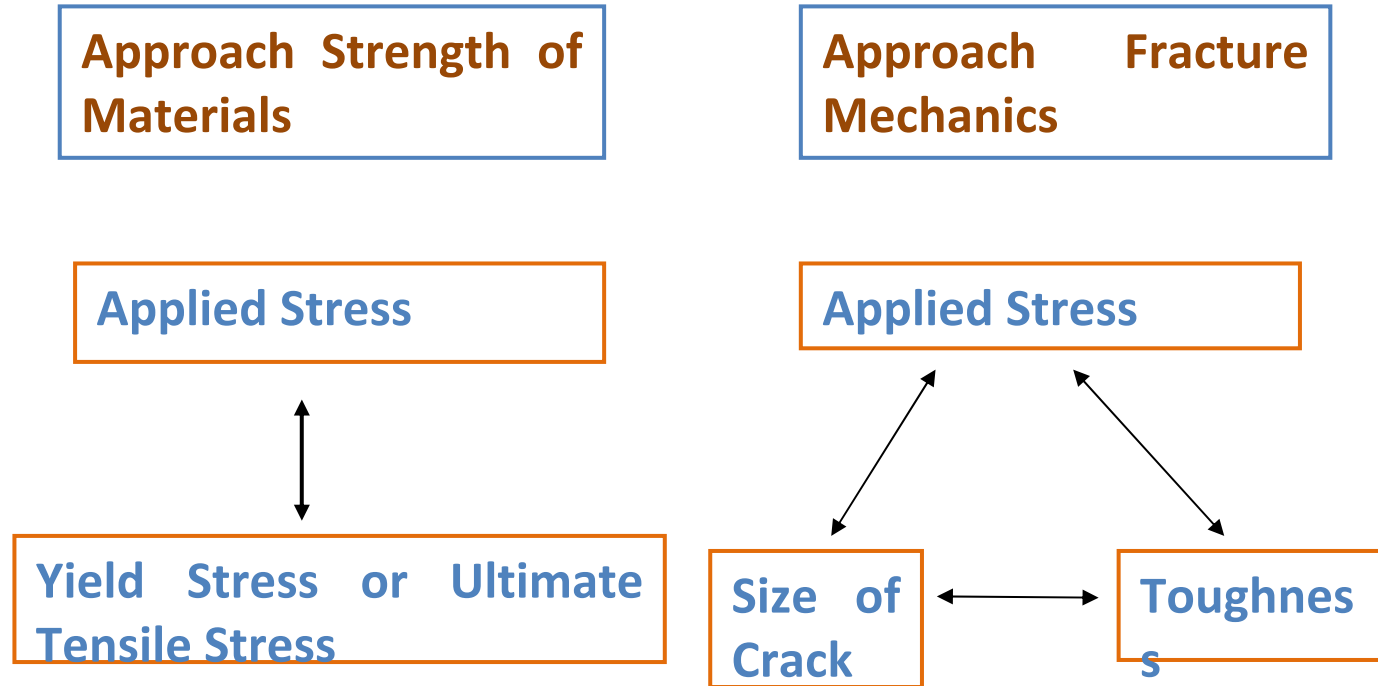 Approach Strength of
Materials
Approach Fracture
Mechanics
Applied Stress
Applied Stress
Yield Stress or Ultimate
Tensile Stress
Size of
Crack
Toughnes
s